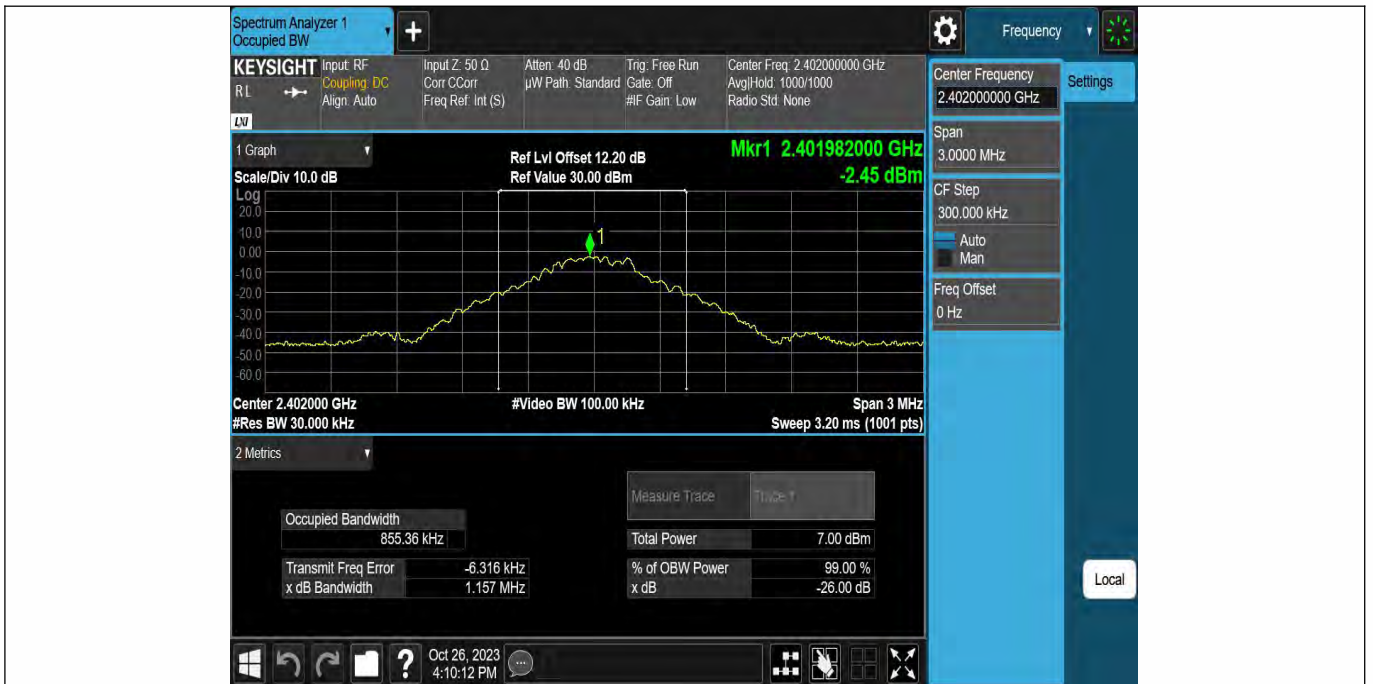 Spectrum Analyzer 1
Occupied BW
+
Frequency
KEYSIGHT
RL
LXI
Input: RF
Coupling: DC
Align: Auto
Input Z: 50 Ω
Corr CCorr
Freq Ref: Int (S)
Atten: 40 dB
µW Path: Standard
Trig: Free Run
Gate: Off
#IF Gain: Low
Center Freq: 2.402000000 GHz
Avg|Hold: 1000/1000
Radio Std: None
Center Frequency
2.402000000 GHz
Settings
Span
3.0000 MHz
CF Step
300.000 kHz
Auto
Man
Freq Offset
0 Hz
Local
1 Graph
Scale/Div 10.0 dB
Ref Lvl Offset 12.20 dB
Ref Value 30.00 dBm
Mkr1 2.401982000 GHz
-2.45 dBm
Log
20.0
10.0
0.00
-10.0
-20.0
-30.0
-40.0
-50.0
-60.0
1
Center 2.402000 GHz
#Video BW 100.00 kHz
Span 3 MHz
#Res BW 30.000 kHz
Sweep 3.20 ms (1001 pts)
2 Metrics
Measure Trace
Trace 1
Occupied Bandwidth
855.36 kHz
Total Power 7.00 dBm
Transmit Freq Error -6.316 kHz
% of OBW Power 99.00 %
x dB Bandwidth 1.157 MHz
x dB -26.00 dB
?
Oct 26, 2023
4:10:12 PM